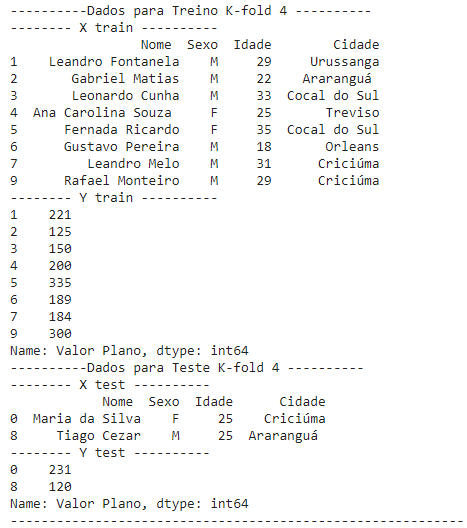 ----------Dados para Treino K-fold 4 ----------
-------- X train ----------
                 Nome  Sexo  Idade        Cidade
1    Leandro Fontanela    M     29     Urussanga
2       Gabriel Matias    M     22    Araranguá
3       Leonardo Cunha    M     33  Cocal do Sul
4  Ana Carolina Souza     F     25       Treviso
5      Fernada Ricardo    F     35  Cocal do Sul
6     Gustavo Pereira    M     18       Orleans
7         Leandro Melo    M     31      Criciúma
9      Rafael Monteiro    M     29      Criciúma
-------- Y train ----------
1    221
2    125
3    150
4    200
5    335
6    189
7    184
9    300
Name: Valor Plano, dtype: int64
----------Dados para Teste K-fold 4 ----------
-------- X test ----------
            Nome  Sexo  Idade      Cidade
0  Maria da Silva    F     25    Criciúma
8     Tiago Cezar    M     25  Araranguá
-------- Y test ----------
0    231
8    120
Name: Valor Plano, dtype: int64
-----------------------------------------------------------